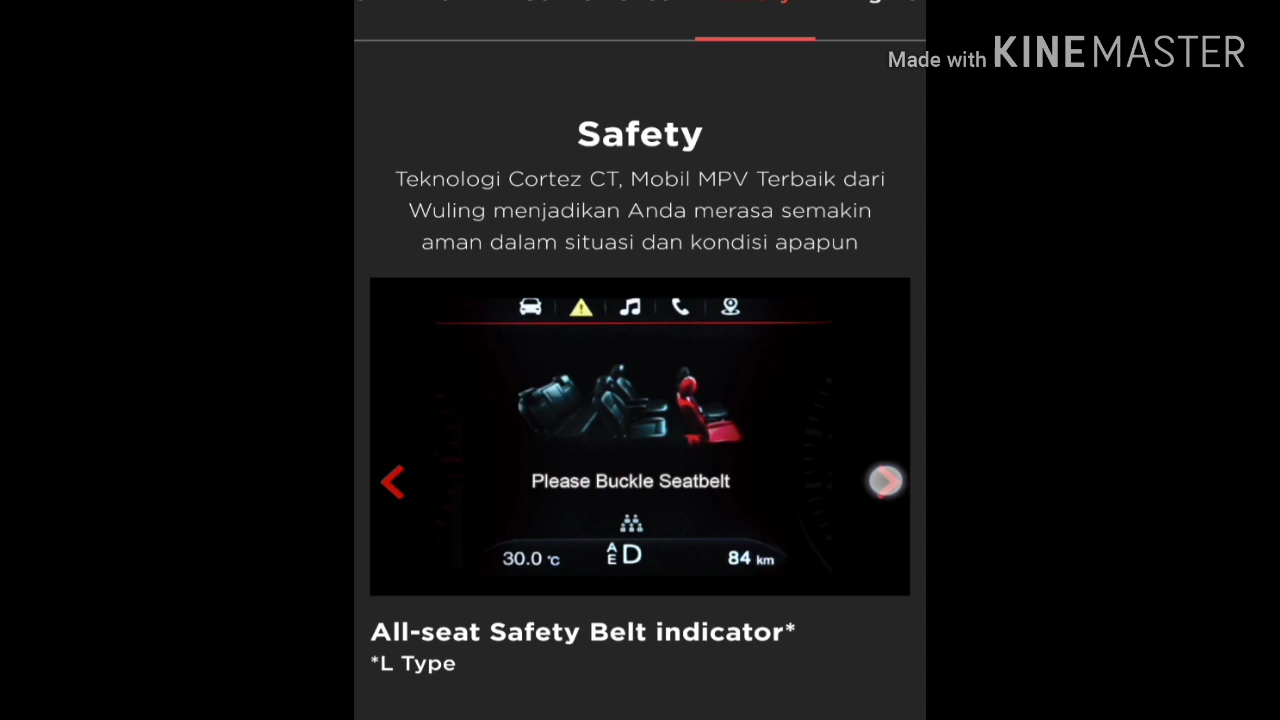 Made with KINEMASTER
Safety
Teknologi Cortez CT, Mobil MPV Terbaik dari
Wuling menjadikan Anda merasa semakin
aman dalam situasi dan kondisi apapun
Please Buckle Seatbelt
30.0 °C
A
E D
84 km
All-seat Safety Belt indicator*
*L Type